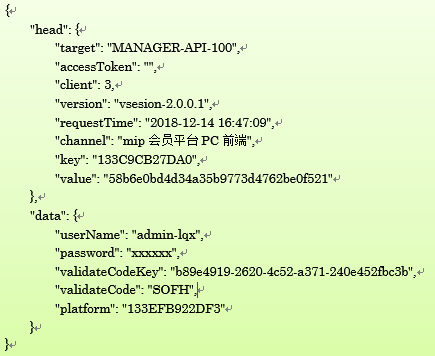 {
"head": {
"target": "MANAGER-API-100",
"accessToken": "",
"client": 3,
"version": "vsesion-2.0.0.1",
"requestTime": "2018-12-14 16:47:09",
"channel": "mip 会员平台 PC 前端",
"key": "133C9CB27DA0",
"value": "58b6e0bd4d34a35b9773d4762be0f521"
},
"data": {
"userName": "admin-lqx",
"password": "xxxxxx",
"validateCodeKey": "b89e4919-2620-4c52-a371-240e452fbc3b",
"validateCode": "SOFH",
"platform": "133EFB922DF3"
}
}